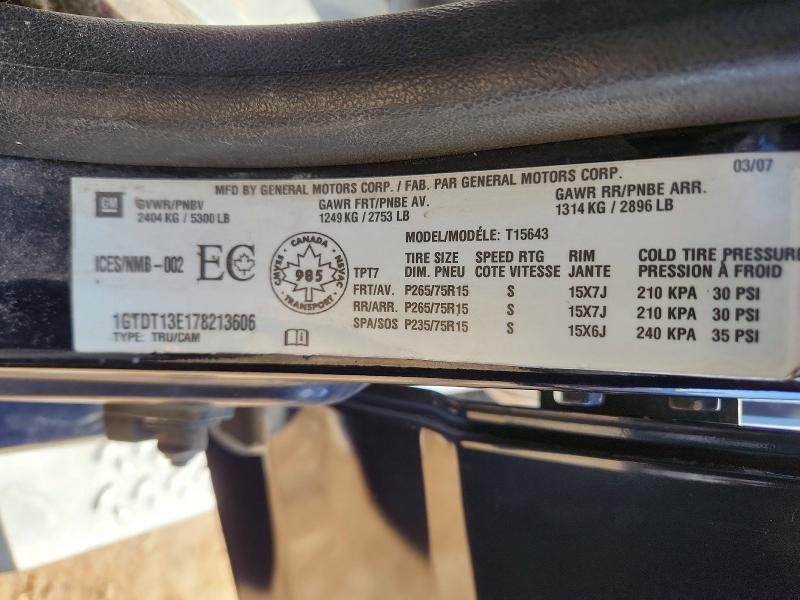 MFD BY GENERAL MOTORS CORP. / FAB. PAR GENERAL MOTORS CORP. 03/07
GM GVWR/PNBV GAWR FRT/PNBE AV. GAWR RR/PNBE ARR.
2404 KG / 5300 LB 1249 KG / 2753 LB 1314 KG / 2896 LB
MODEL/MODÉLE: T15643
ICES/NMB-002 EC CANADA 985 TRANSPORT CMVSS NSVAC
TIRE SIZE SPEED RTG RIM COLD TIRE PRESSURE
TPT7 DIM. PNEU COTE VITESSE JANTE PRESSION À FROID
FRT/AV. P265/75R15 S 15X7J 210 KPA 30 PSI
RR/ARR. P265/75R15 S 15X7J 210 KPA 30 PSI
SPA/SOS P235/75R15 S 15X6J 240 KPA 35 PSI
1GTDT13E178213606
TYPE: TRU/CAM